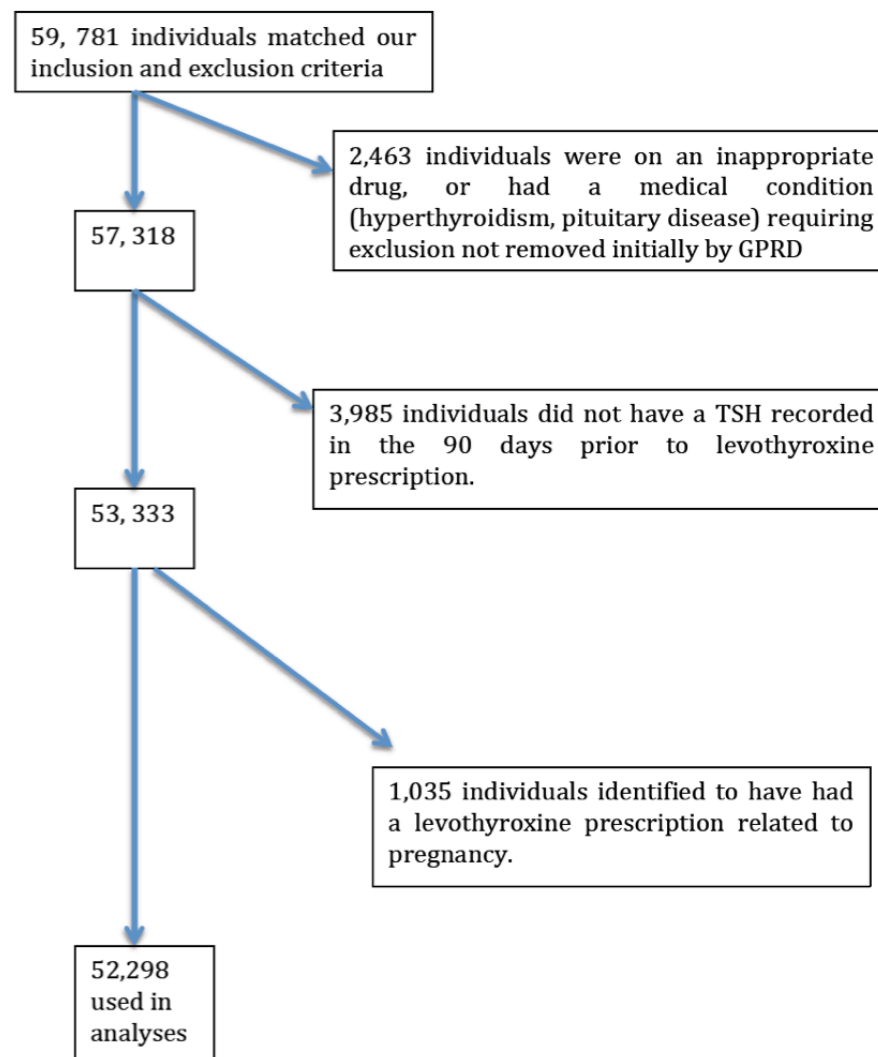 59, 781 individuals matched our
inclusion and exclusion criteria
2,463 individuals were on an inappropriate
drug, or had a medical condition
(hyperthyroidism, pituitary disease) requiring
exclusion not removed initially by GPRD
57, 318
3,985 individuals did not have a TSH recorded
in the 90 days prior to levothyroxine
prescription.
53, 333
1,035 individuals identified to have had
a levothyroxine prescription related to
pregnancy.
52,298
used in
analyses